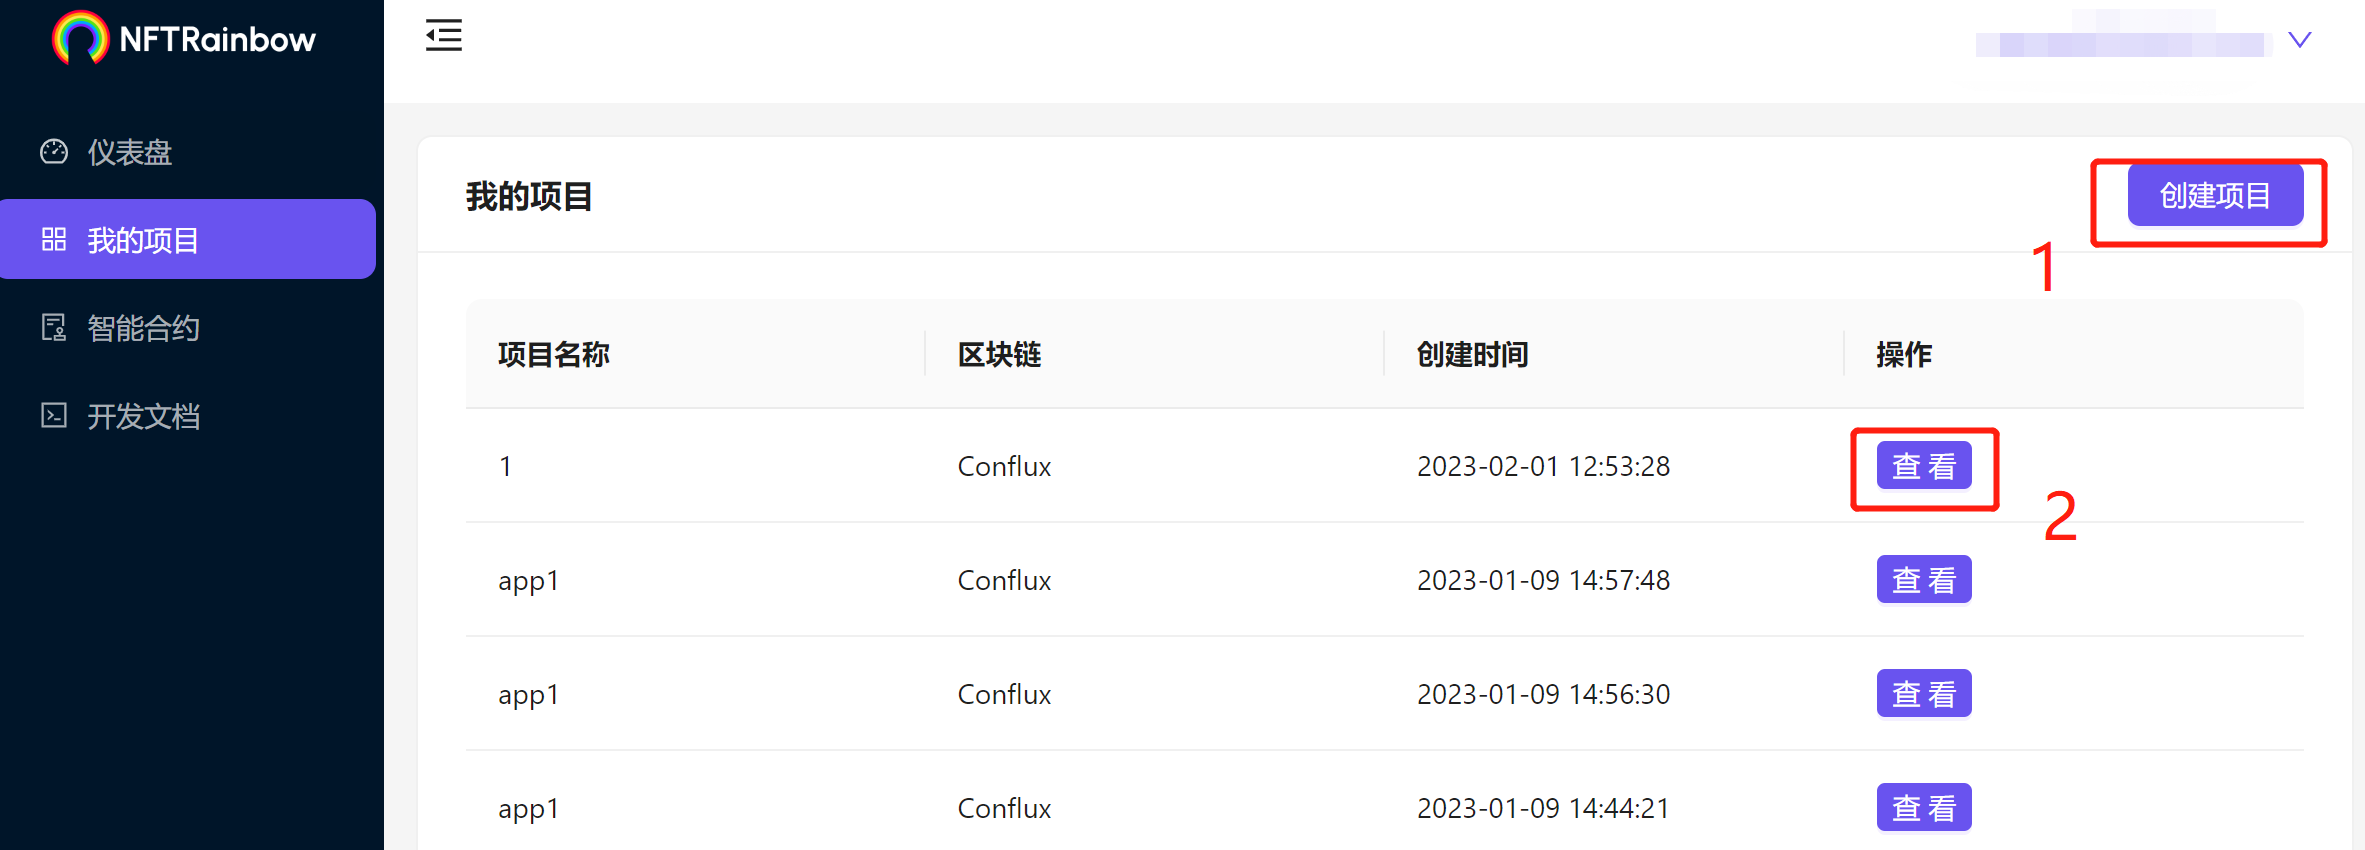 NFTRainbow
仪表盘
我的项目
智能合约
开发文档
我的项目
创建项目
1
项目名称 区块链 创建时间 操作
1 Conflux 2023-02-01 12:53:28 查看
2
app1 Conflux 2023-01-09 14:57:48 查看
app1 Conflux 2023-01-09 14:56:30 查看
app1 Conflux 2023-01-09 14:44:21 查看